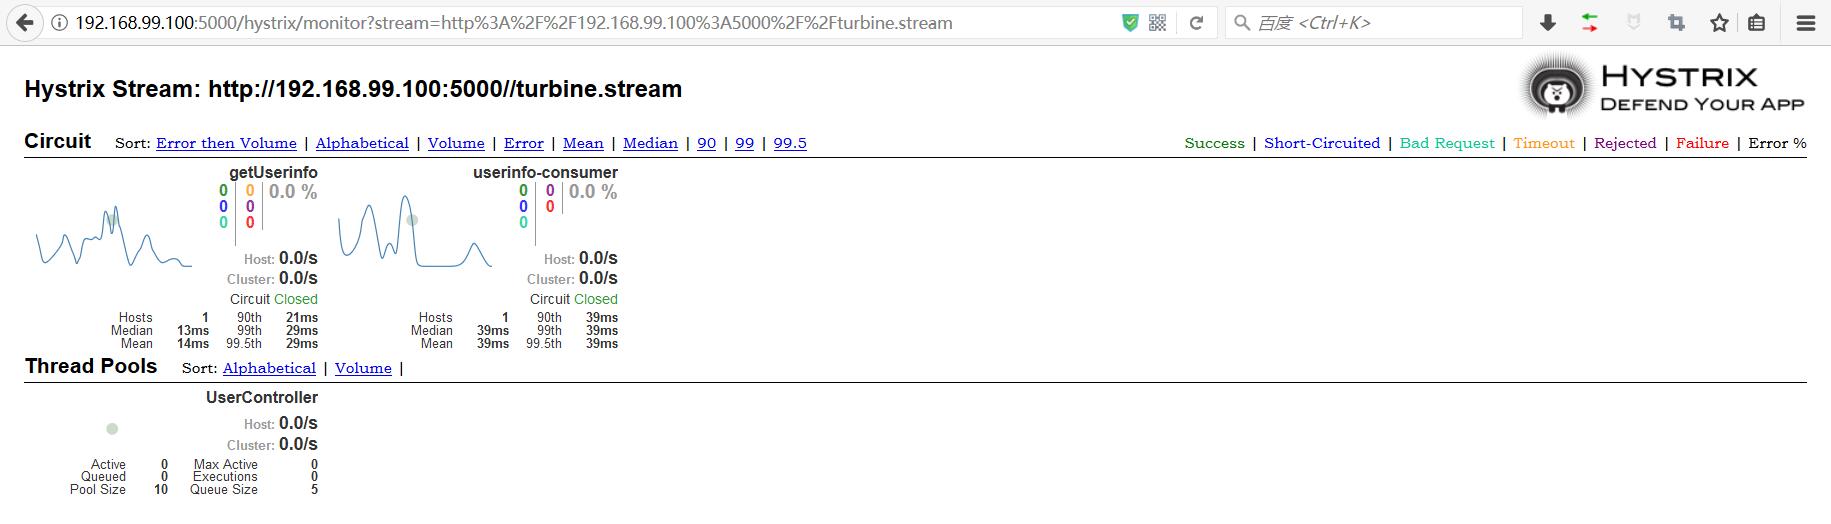 192.168.99.100:5000/hystrix/monitor?stream=http%3A%2F%2F192.168.99.100%3A5000%2F%2Fturbine.stream
百度 <Ctrl+K>
Hystrix Stream: http://192.168.99.100:5000//turbine.stream
HYSTRIX
DEFEND YOUR APP
Circuit Sort: Error then Volume | Alphabetical | Volume | Error | Mean | Median | 90 | 99 | 99.5
Success | Short-Circuited | Bad Request | Timeout | Rejected | Failure | Error %
getUserinfo
0 0 0.0 %
0 0
0 0
Host: 0.0/s
Cluster: 0.0/s
Circuit Closed
Hosts 1 90th 21ms
Median 13ms 99th 29ms
Mean 14ms 99.5th 29ms
userinfo-consumer
0 0 0.0 %
0 0
0
Host: 0.0/s
Cluster: 0.0/s
Circuit Closed
Hosts 1 90th 39ms
Median 39ms 99th 39ms
Mean 39ms 99.5th 39ms
Thread Pools Sort: Alphabetical | Volume |
UserController
Host: 0.0/s
Cluster: 0.0/s
Active 0 Max Active 0
Queued 0 Executions 0
Pool Size 10 Queue Size 5